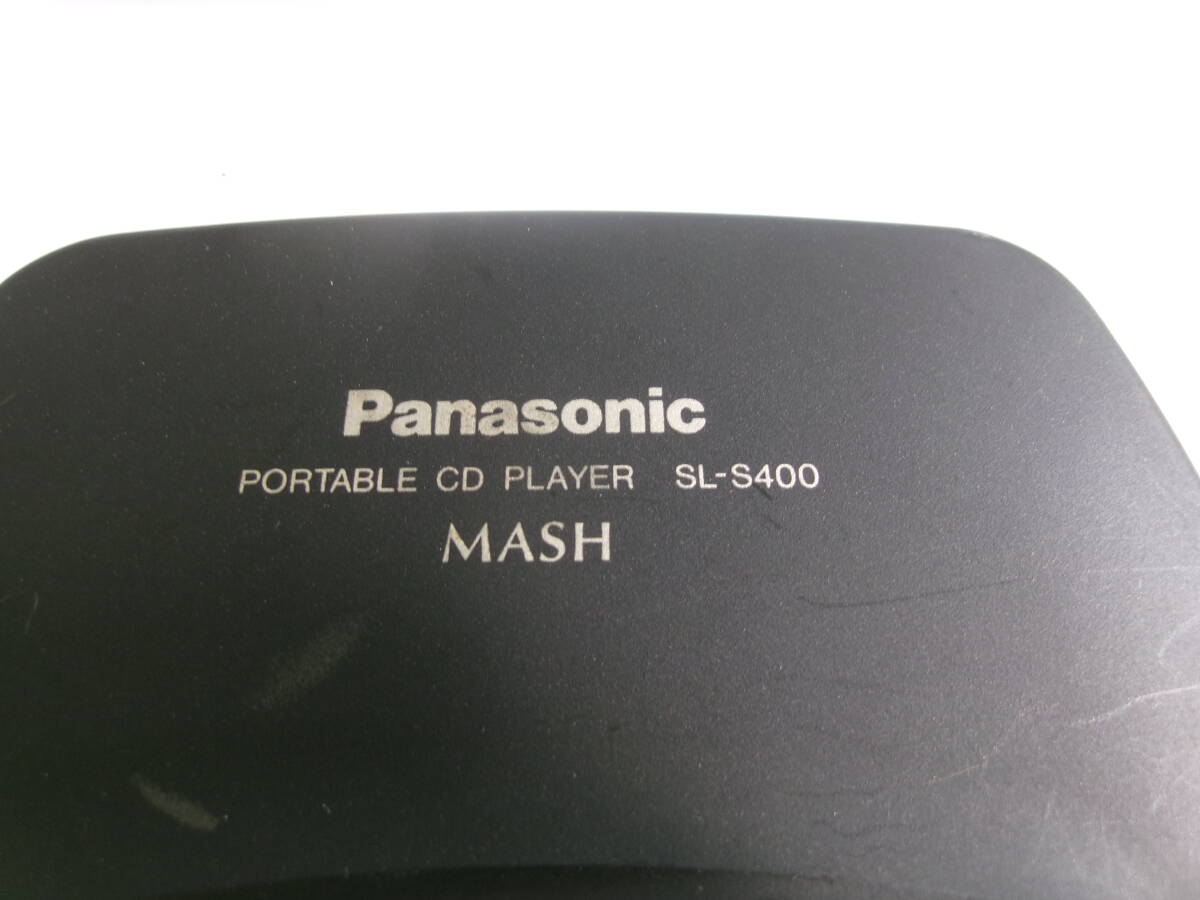 Panasonic
PORTABLE CD PLAYER SL-S400
MASH